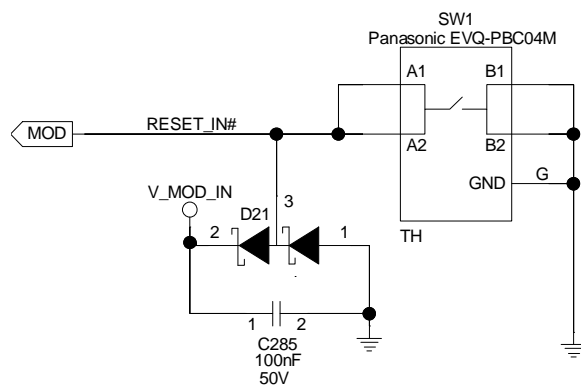 SW1
Panasonic EVQ-PBC04M
A1 B1
MOD RESET_IN#
A2 B2
GND G
V_MOD_IN
D21 3
2 1
TH
1 2
C285
100nF
50V